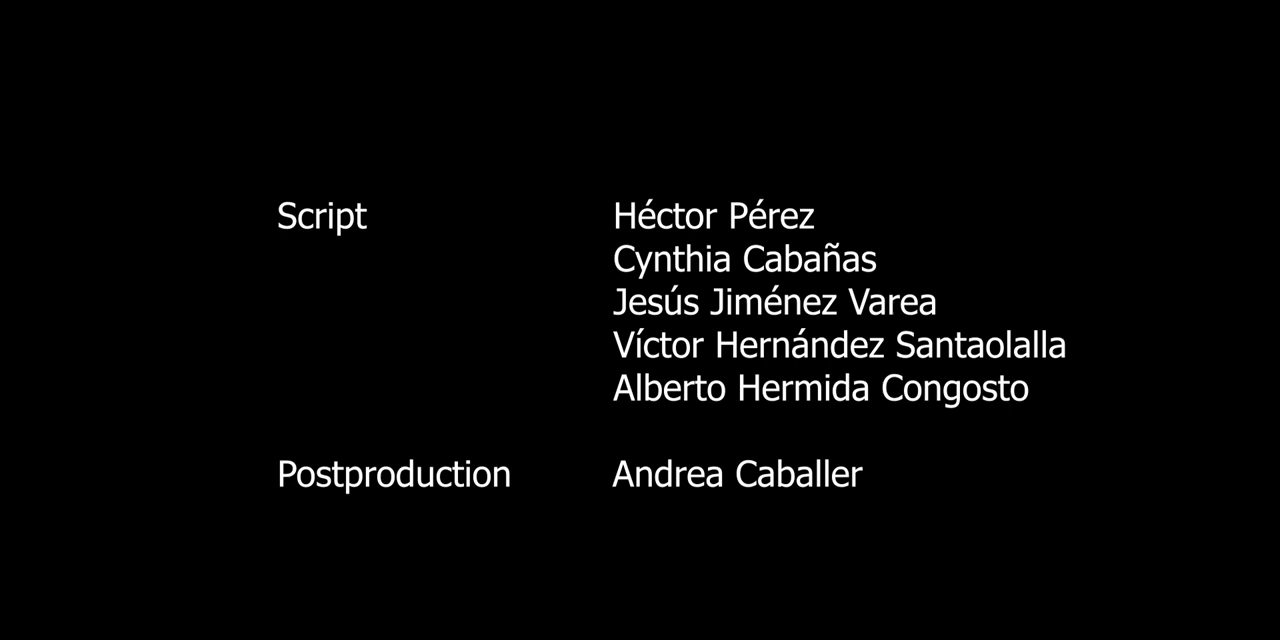 Script Héctor Pérez
Cynthia Cabañas
Jesús Jiménez Varea
Víctor Hernández Santaolalla
Alberto Hermida Congosto
Postproduction Andrea Caballer